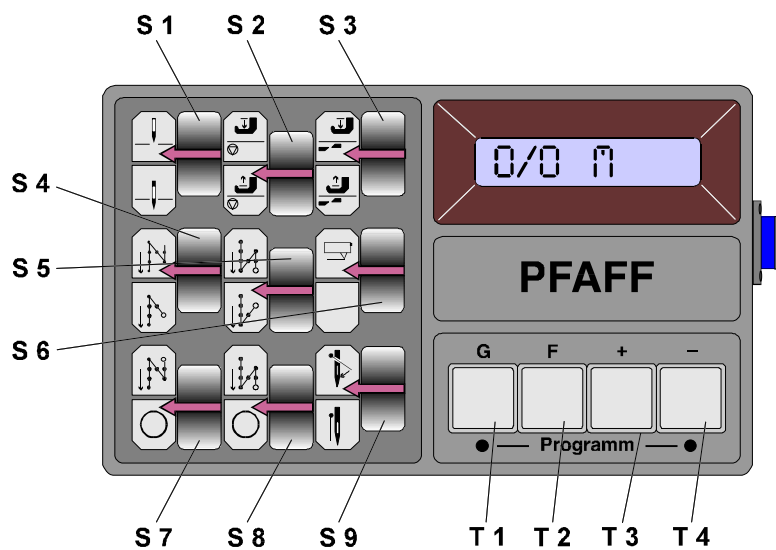 S 1 S 2 S 3
0/0 M
S 4
S 5
PFAFF
S 6
G F + −
● — Programm — ●
S 7 S 8 S 9 T 1 T 2 T 3 T 4